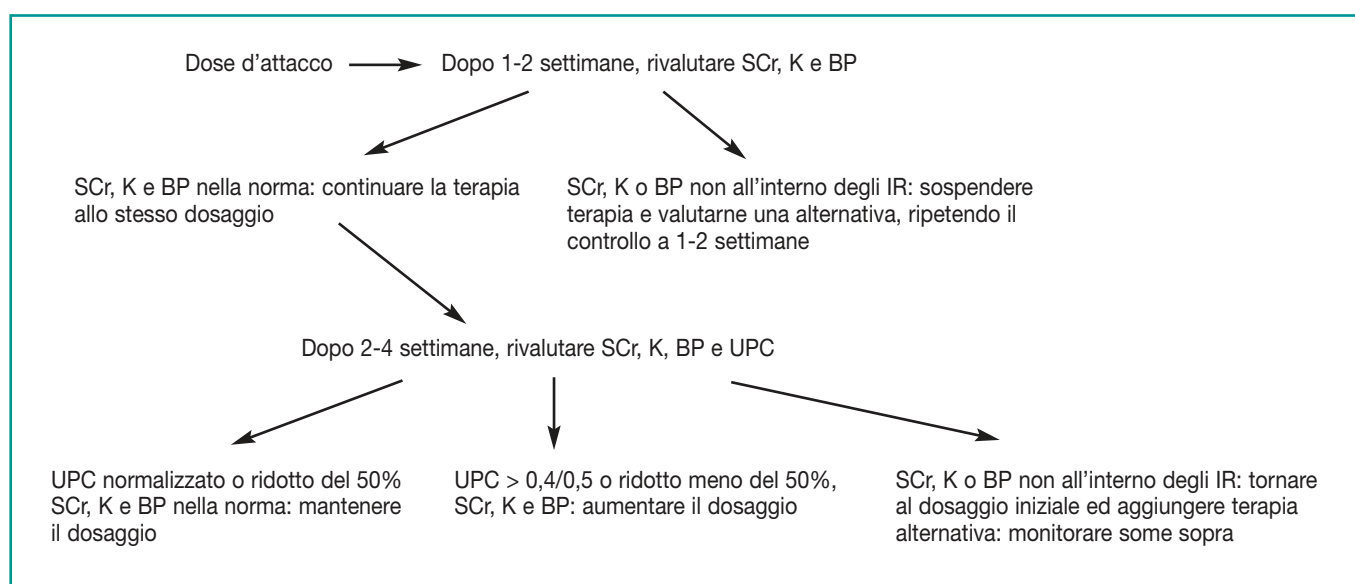 Dose d’attacco
Dopo 1-2 settimane, rivalutare SCr, K e BP
SCr, K e BP nella norma: continuare la terapia
allo stesso dosaggio
SCr, K o BP non all’interno degli IR: sospendere
terapia e valutarne una alternativa, ripetendo il
controllo a 1-2 settimane
Dopo 2-4 settimane, rivalutare SCr, K, BP e UPC
UPC normalizzato o ridotto del 50%
SCr, K e BP nella norma: mantenere
il dosaggio
UPC > 0,4/0,5 o ridotto meno del 50%,
SCr, K e BP: aumentare il dosaggio
SCr, K o BP non all’interno degli IR: tornare
al dosaggio iniziale ed aggiungere terapia
alternativa: monitorare some sopra